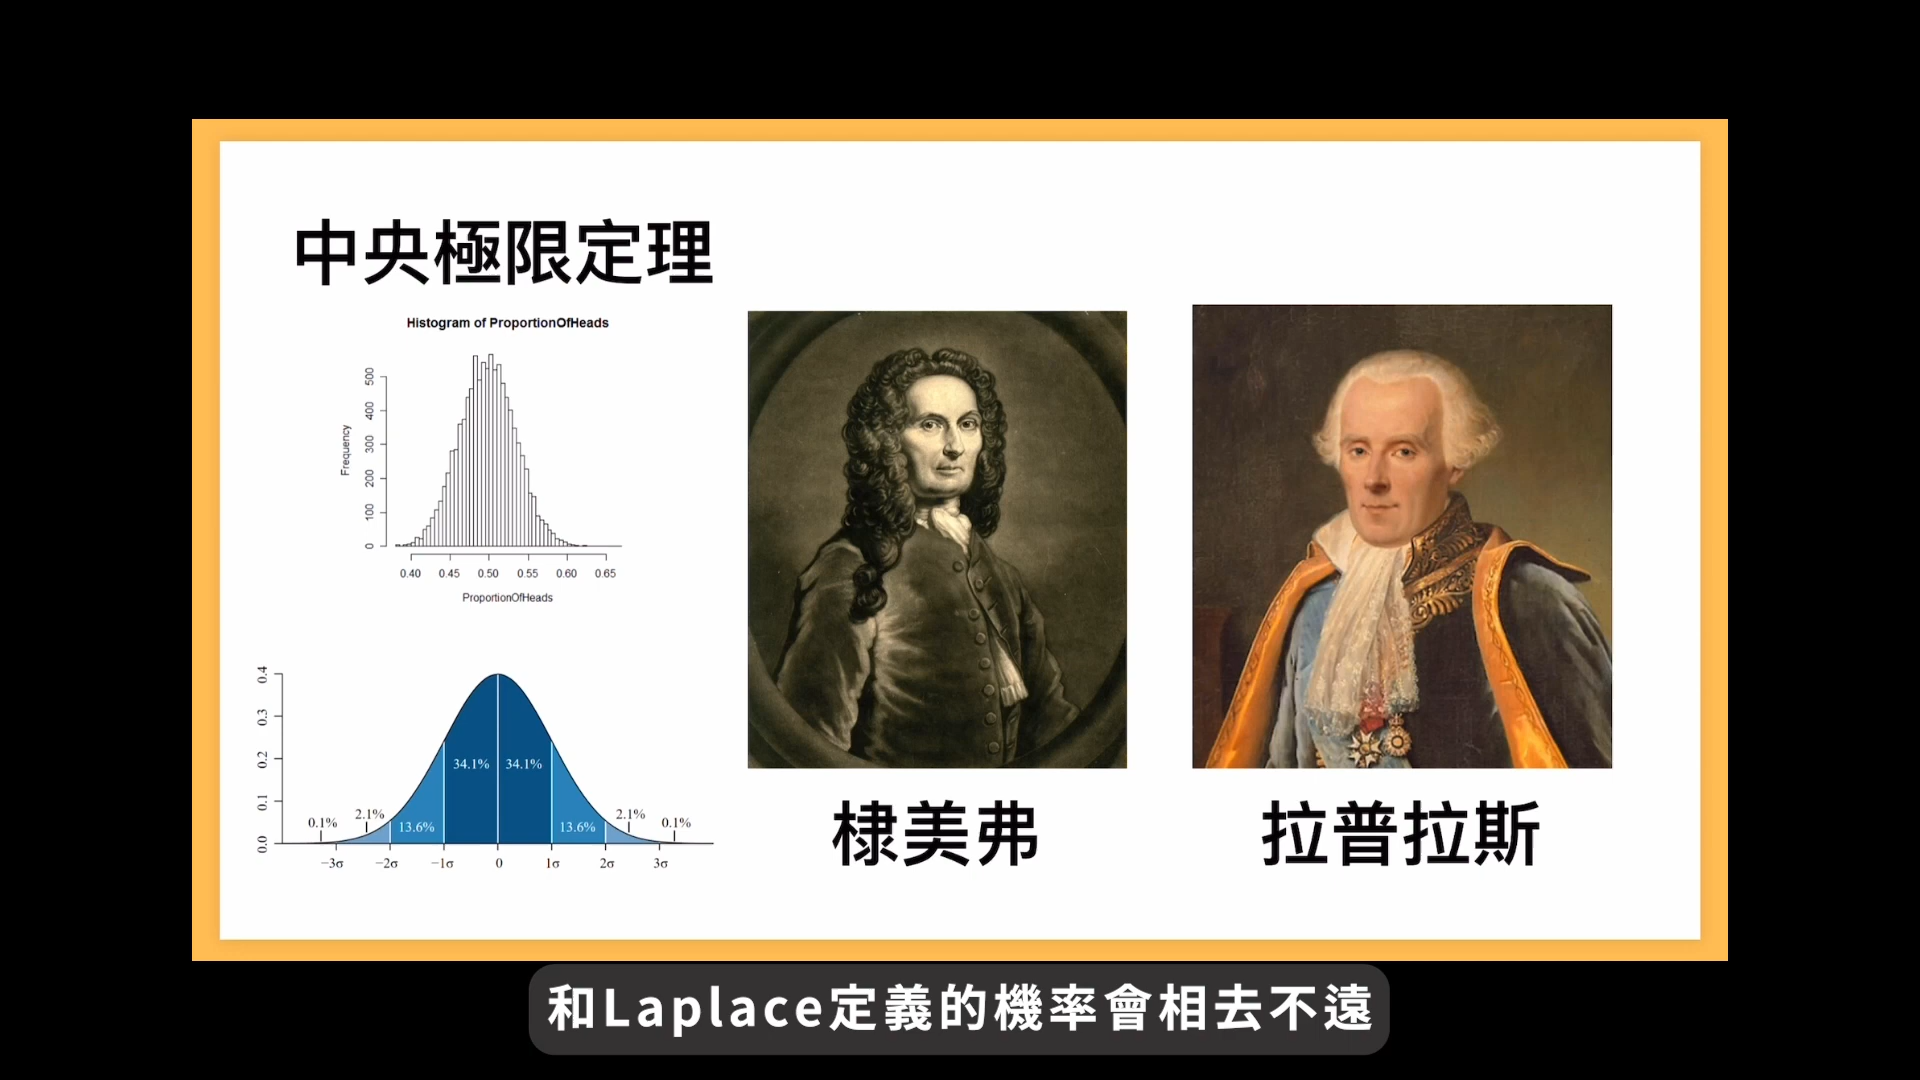 中央極限定理
Histogram of ProportionOfHeads
Frequency
0 100 200 300 400 500
0.40 0.45 0.50 0.55 0.60 0.65
ProportionOfHeads
0.0 0.1 0.2 0.3 0.4
0.1% 2.1% 13.6% 34.1% 34.1% 13.6% 2.1% 0.1%
−3σ −2σ −1σ 0 1σ 2σ 3σ
棣美弗
拉普拉斯
和Laplace定義的機率會相去不遠